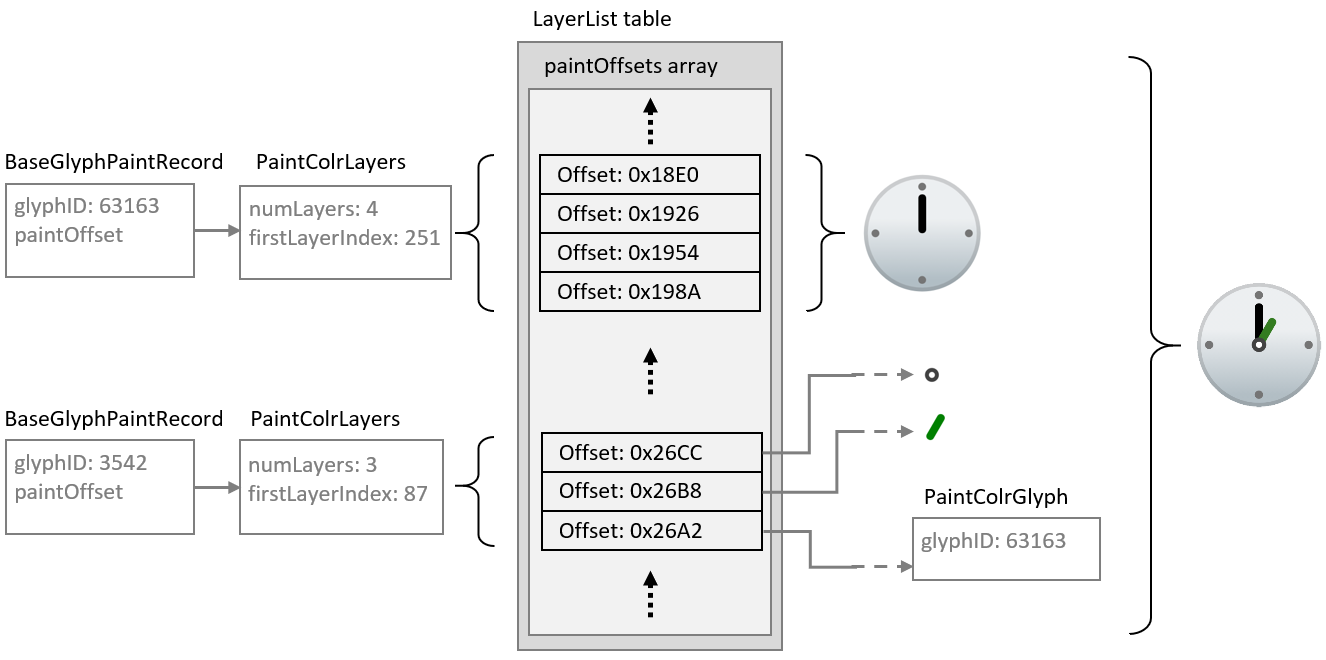 LayerList table
paintOffsets array
BaseGlyphPaintRecord
glyphID: 63163
paintOffset
PaintColrLayers
numLayers: 4
firstLayerIndex: 251
Offset: 0x18E0
Offset: 0x1926
Offset: 0x1954
Offset: 0x198A
BaseGlyphPaintRecord
glyphID: 3542
paintOffset
PaintColrLayers
numLayers: 3
firstLayerIndex: 87
Offset: 0x26CC
Offset: 0x26B8
Offset: 0x26A2
PaintColrGlyph
glyphID: 63163